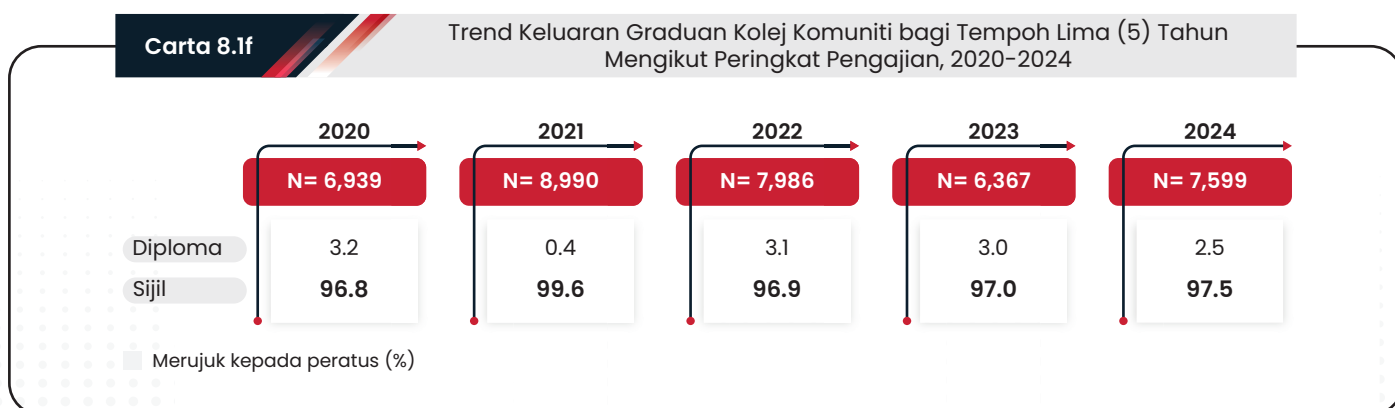 Carta 8.1f
Trend Keluaran Graduan Kolej Komuniti bagi Tempoh Lima (5) Tahun
Mengikut Peringkat Pengajian, 2020-2024
2020 2021 2022 2023 2024
N= 6,939 N= 8,990 N= 7,986 N= 6,367 N= 7,599
Diploma 3.2 0.4 3.1 3.0 2.5
Sijil 96.8 99.6 96.9 97.0 97.5
Merujuk kepada peratus (%)